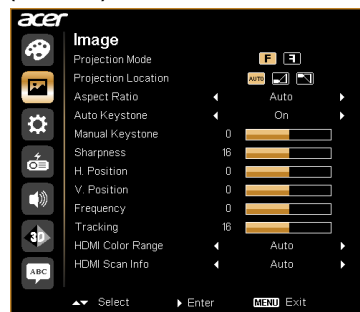 acer
Image
Projection Mode F F
Projection Location AUTO
Aspect Ratio Auto
Auto Keystone On
Manual Keystone 0
Sharpness 16
H. Position 0
V. Position 0
Frequency 0
Tracking 16
HDMI Color Range Auto
HDMI Scan Info Auto
3D
ABC
Select Enter MENU Exit